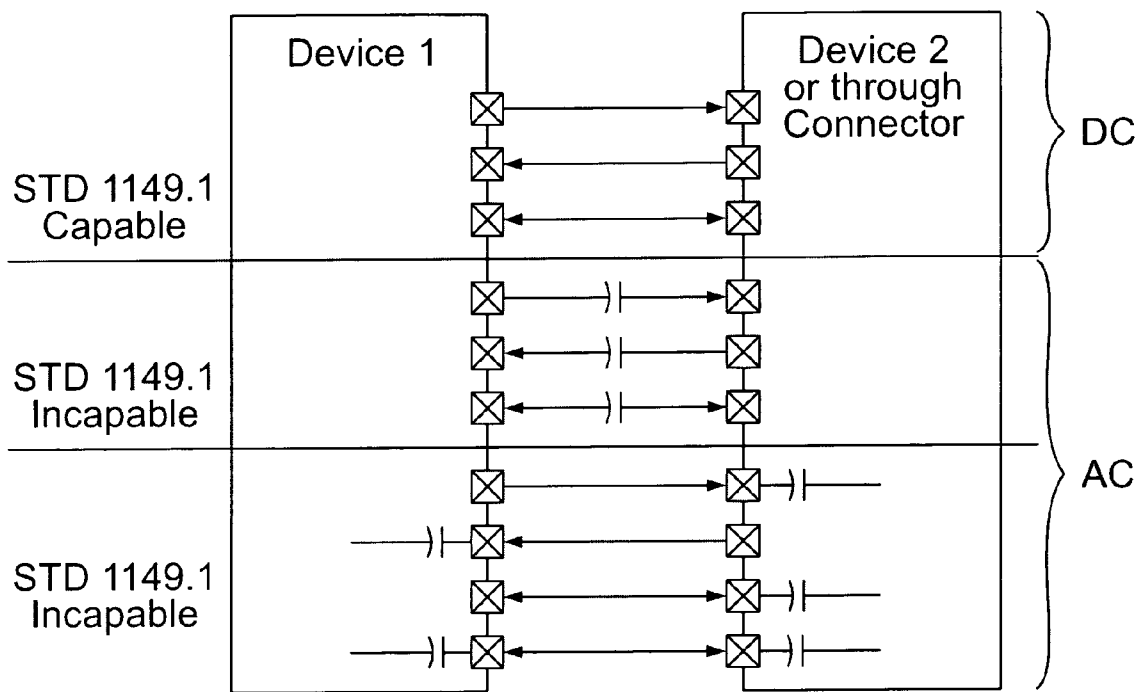 Device 1
Device 2
or through
Connector
DC
STD 1149.1
Capable
STD 1149.1
Incapable
AC
STD 1149.1
Incapable